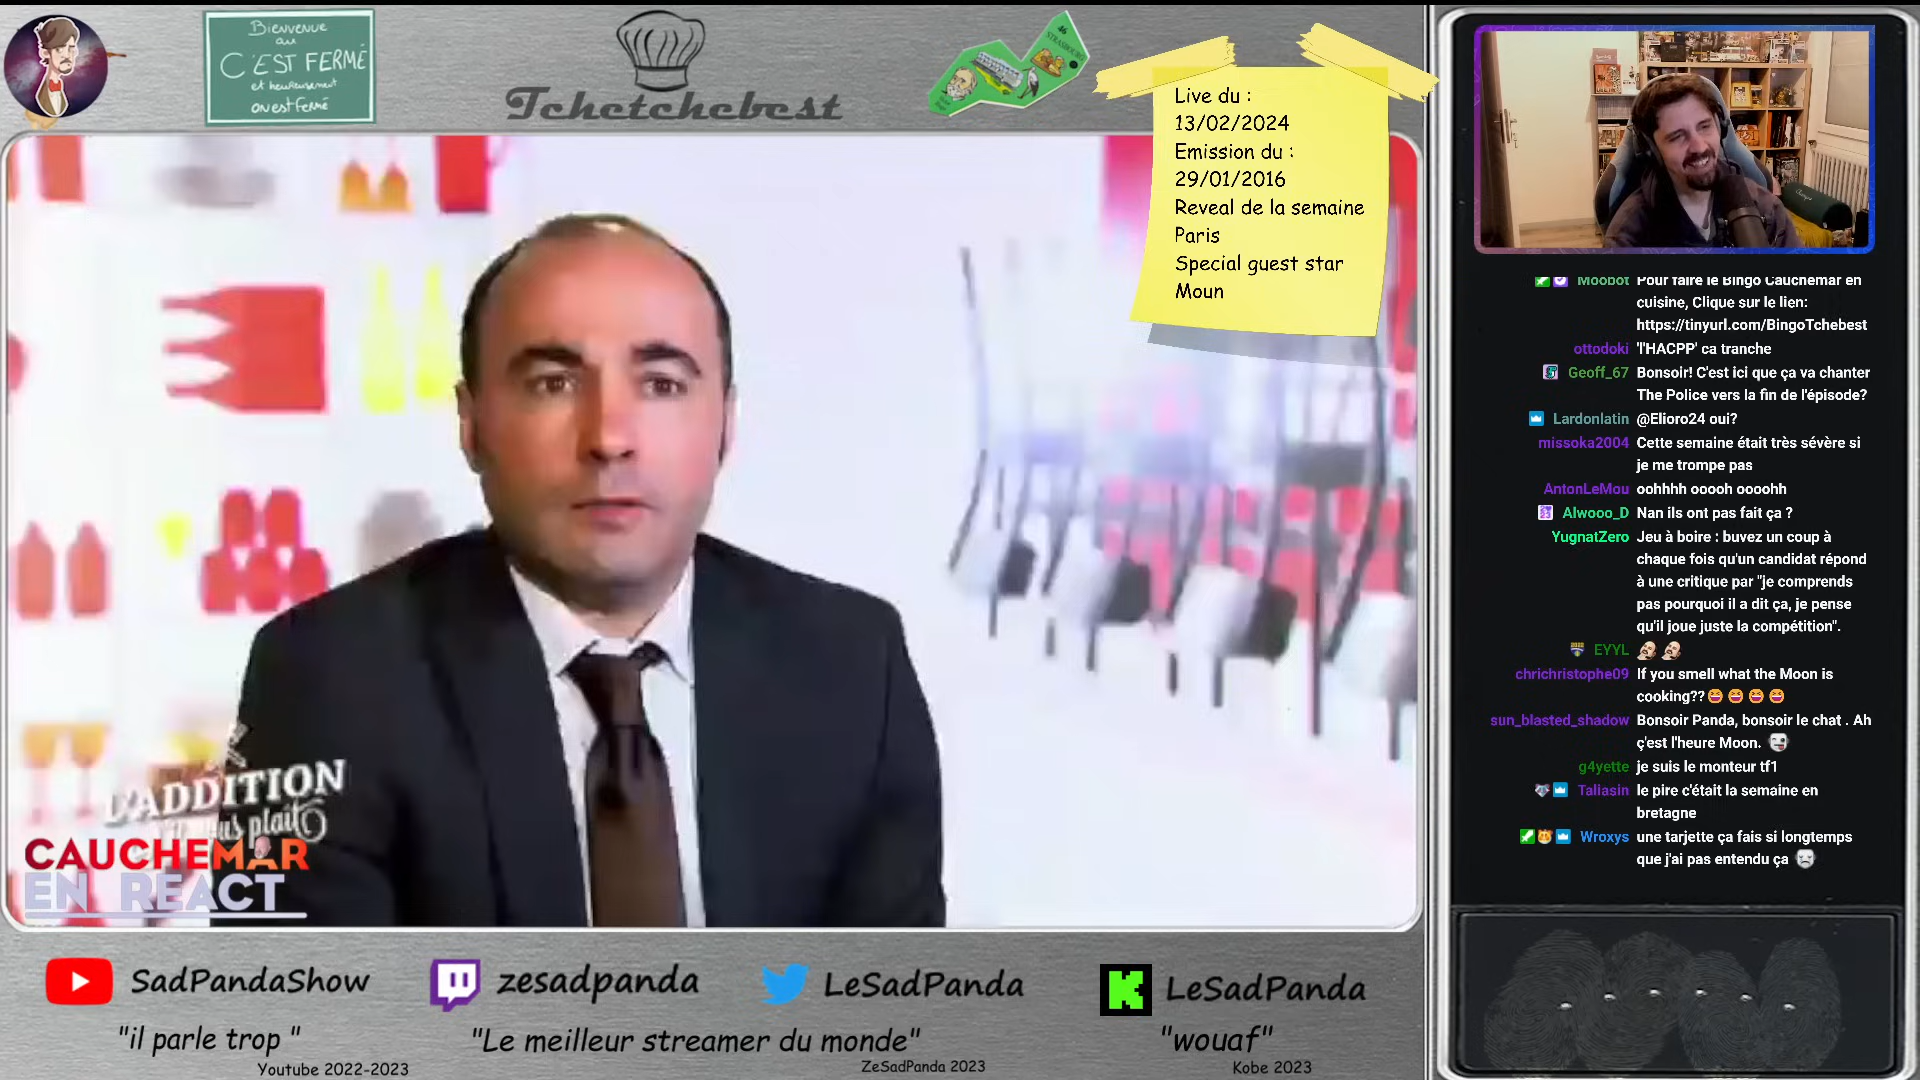 Bienvenue
au
C'EST FERMÉ
et heureusement
on est fermé
Tchetchebest
STRASBOURG
Live du :
13/02/2024
Emission du :
29/01/2016
Reveal de la semaine
Paris
Special guest star
Moun
L'ADDITION
plaît
CAUCHEMAR
EN REACT
Moobot Pour faire le Bingo Cauchemar en
cuisine, Clique sur le lien:
https://tinyurl.com/BingoTchebest
ottodoki 'l'HACPP' ca tranche
Geoff_67 Bonsoir! C'est ici que ça va chanter
The Police vers la fin de l'épisode?
Lardonlatin @Elioro24 oui?
missoka2004 Cette semaine était très sévère si
je me trompe pas
AntonLeMou oohhhh ooooh oooohh
Alwooo_D Nan ils ont pas fait ça ?
YugnatZero Jeu à boire : buvez un coup à
chaque fois qu'un candidat répond
à une critique par "je comprends
pas pourquoi il a dit ça, je pense
qu'il joue juste la compétition".
EYYL
chrichristophe09 If you smell what the Moon is
cooking??
sun_blasted_shadow Bonsoir Panda, bonsoir le chat . Ah
ç'est l'heure Moon.
g4yette je suis le monteur tf1
Taliasin le pire c'était la semaine en
bretagne
Wroxys une tarjette ça fais si longtemps
que j'ai pas entendu ça
SadPandaShow
zesadpanda
LeSadPanda
LeSadPanda
"il parle trop "
Youtube 2022-2023
"Le meilleur streamer du monde"
ZeSadPanda 2023
"wouaf"
Kobe 2023